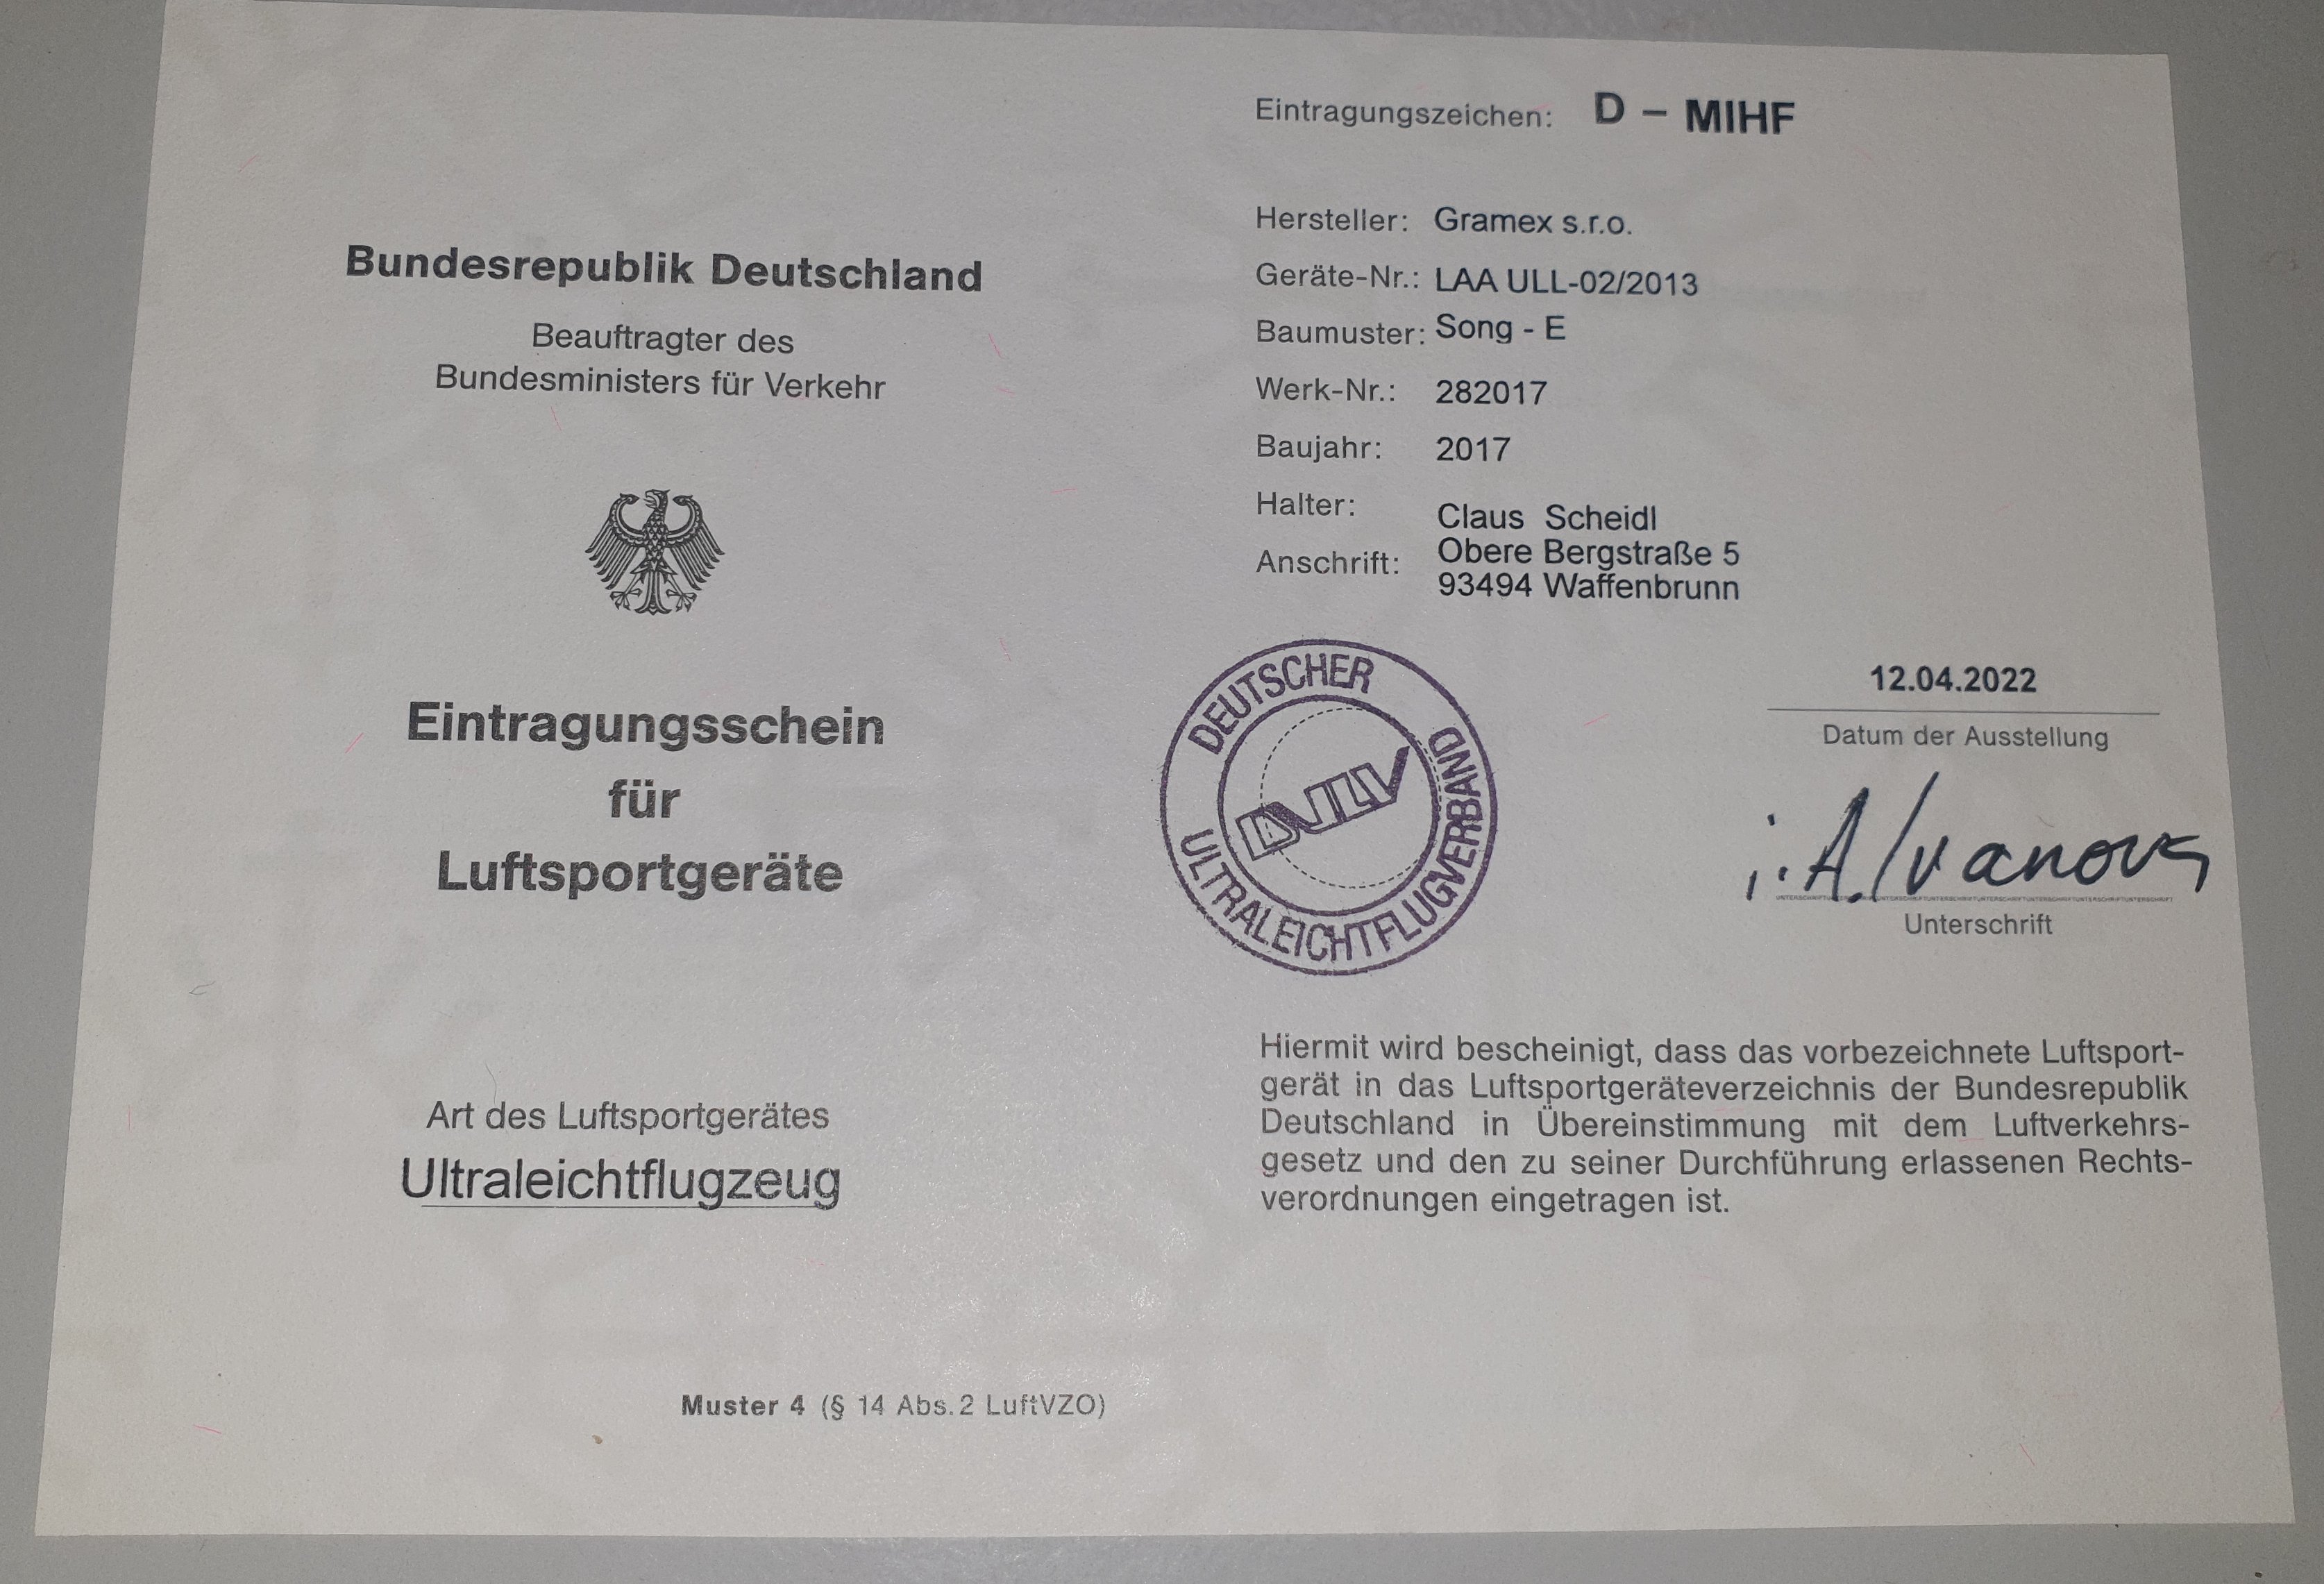 Bundesrepublik Deutschland
Beauftragter des
Bundesministers für Verkehr
Eintragungsschein
für
Luftsportgeräte
Art des Luftsportgerätes
Ultraleichtflugzeug
Muster 4 (§ 14 Abs. 2 LuftVZO)
Eintragungszeichen: D – MIHF
Hersteller: Gramex s.r.o.
Geräte-Nr.: LAA ULL-02/2013
Baumuster: Song - E
Werk-Nr.: 282017
Baujahr: 2017
Halter: Claus Scheidl
Anschrift: Obere Bergstraße 5
93494 Waffenbrunn
DEUTSCHER
ULTRALEICHTFLUGVERBAND
DULV
12.04.2022
Datum der Ausstellung
i.A. Ivanova
Unterschrift
Hiermit wird bescheinigt, dass das vorbezeichnete Luftsport-
gerät in das Luftsportgeräteverzeichnis der Bundesrepublik
Deutschland in Übereinstimmung mit dem Luftverkehrs-
gesetz und den zu seiner Durchführung erlassenen Rechts-
verordnungen eingetragen ist.